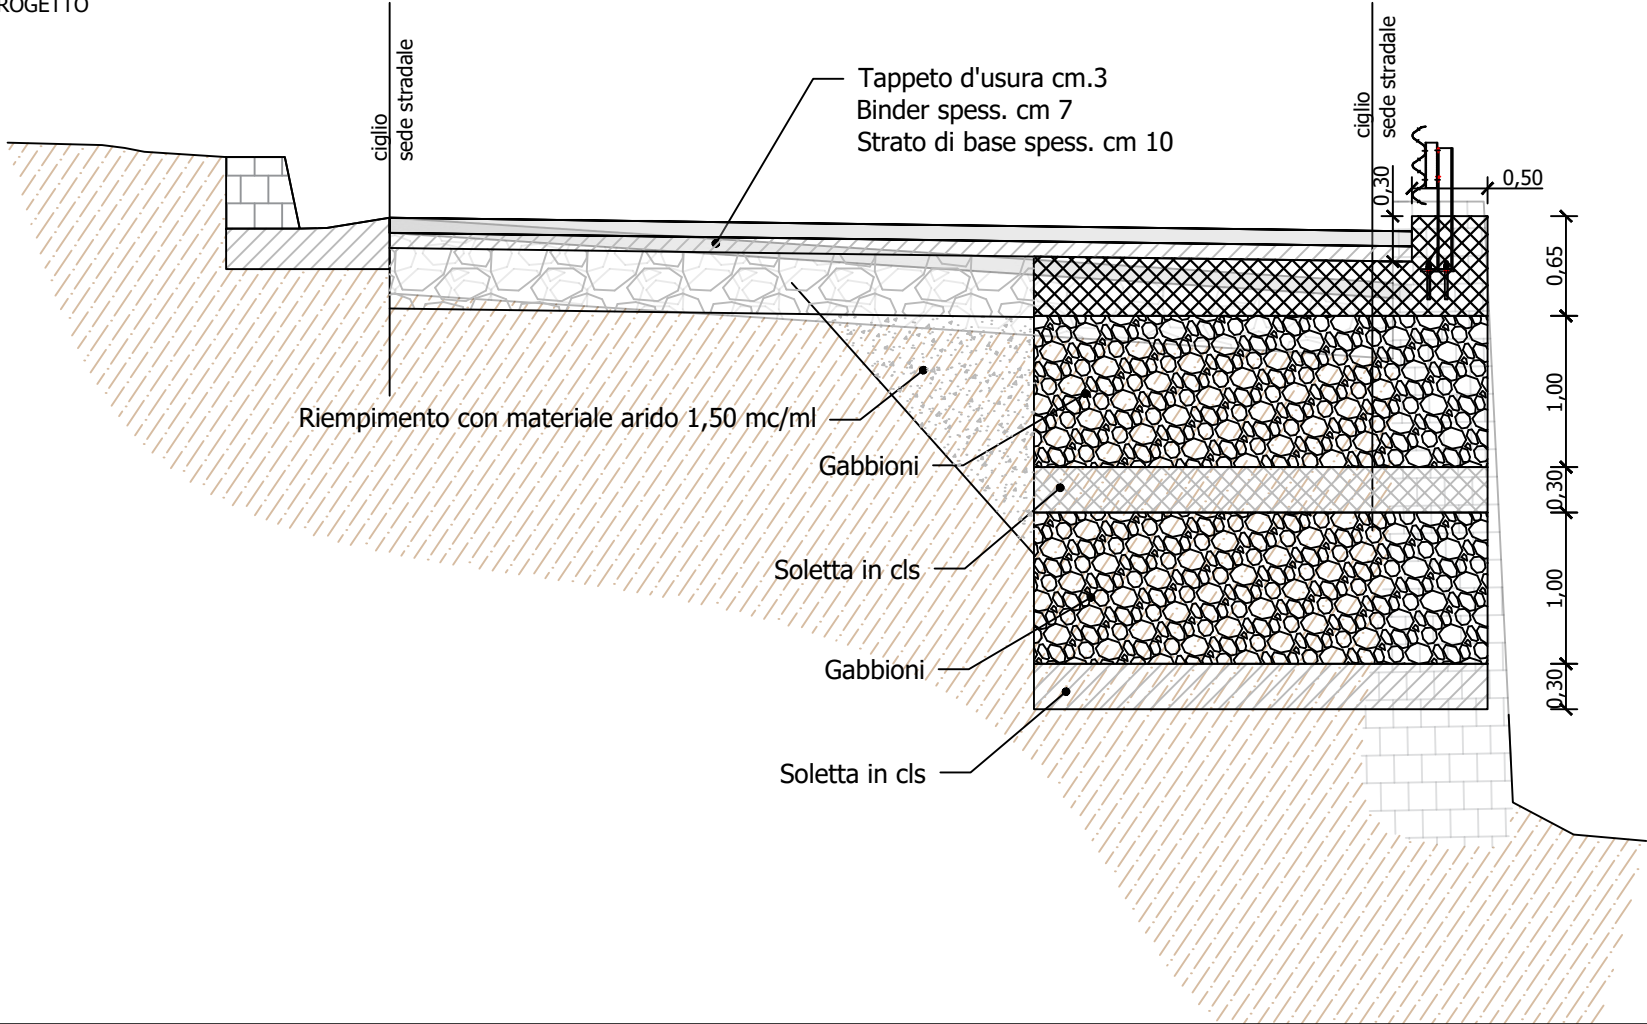 ROGETTO
ciglio
sede stradale
Tappeto d'usura cm.3
Binder spess. cm 7
Strato di base spess. cm 10
ciglio
sede stradale
0,30
0,50
0,65
Riempimento con materiale arido 1,50 mc/ml
1,00
Gabbioni
0,30
Soletta in cls
1,00
Gabbioni
0,30
Soletta in cls